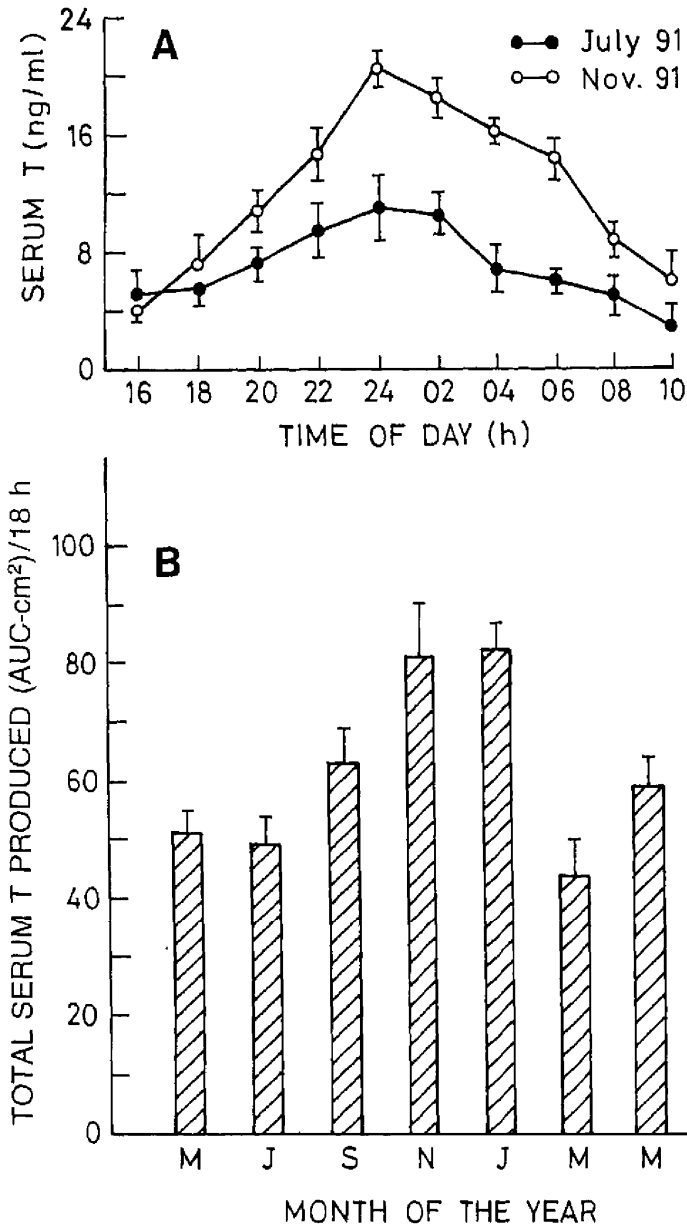 A
July 91
Nov. 91
SERUM T (ng/ml)
24
16
8
0
16 18 20 22 24 02 04 06 08 10
TIME OF DAY (h)
B
TOTAL SERUM T PRODUCED (AUC-cm²)/18 h
100
80
60
40
20
0
M J S N J M M
MONTH OF THE YEAR